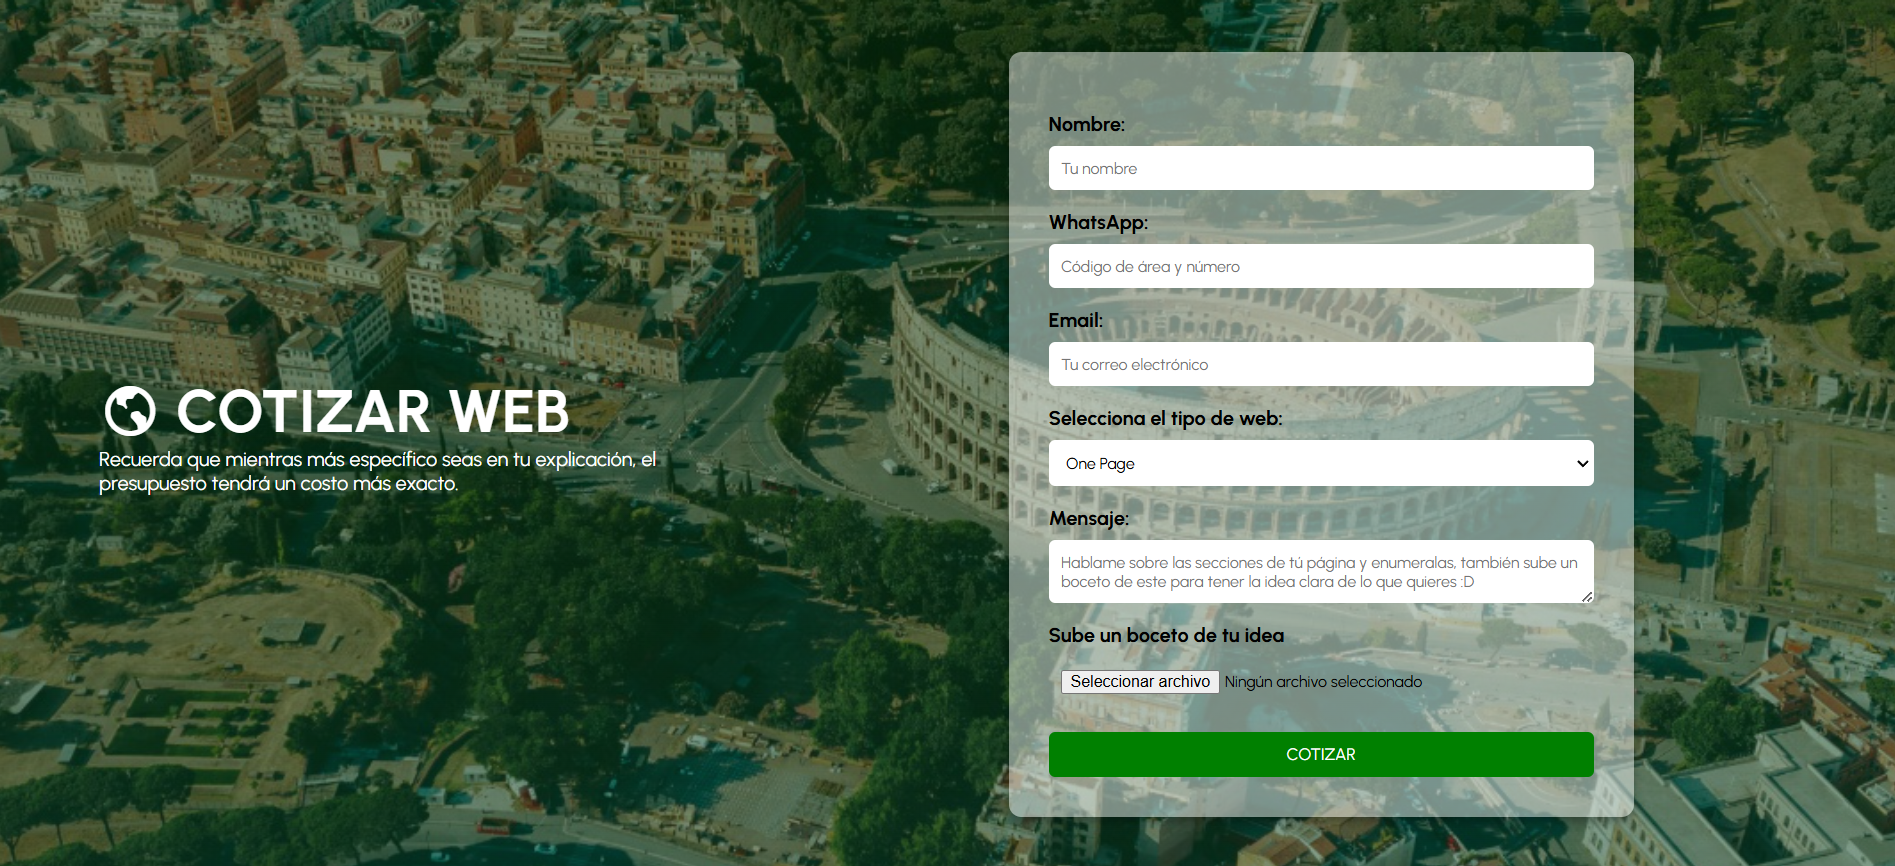 COTIZAR WEB
Recuerda que mientras más específico seas en tu explicación, el
presupuesto tendrá un costo más exacto.
Nombre:
Tu nombre
WhatsApp:
Código de área y número
Email:
Tu correo electrónico
Selecciona el tipo de web:
One Page
Mensaje:
Hablame sobre las secciones de tú página y enumeralas, también sube un
boceto de este para tener la idea clara de lo que quieres :D
Sube un boceto de tu idea
Seleccionar archivo Ningún archivo seleccionado
COTIZAR